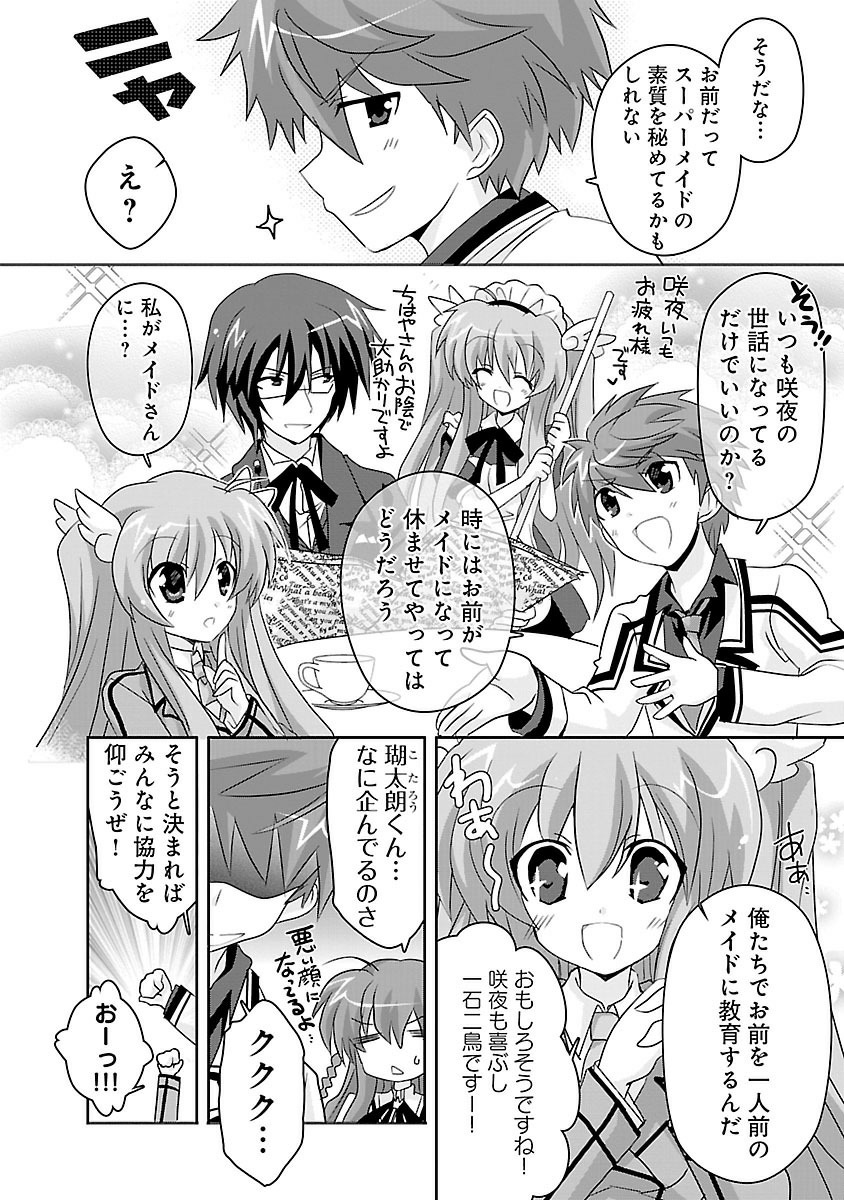 そうだな…
お前だって
スーパーメイドの
素質を秘めてるかも
しれない
ニャ
え？
そう!!
いつも咲夜の
世話になってる
だけでいいのか？
咲夜いつも
お疲れ様
です♥
ちはやさんのお陰で
大助かりですよ
私がメイドさん
に…？
時にはお前が
メイドになって
休ませてやっては
どうだろう
俺たちでお前を一人前の
メイドに教育するんだ
ああ…
わぁ〜
おもしろそうですね！
咲夜も喜ぶし
一石二鳥ですー！
瑚太朗くん…
こたろう
なに企んでるのさ
悪い顔に
なってるよ…
ククク…
そうと決まれば
みんなに協力を
仰ごうぜ！
おーっ!!!